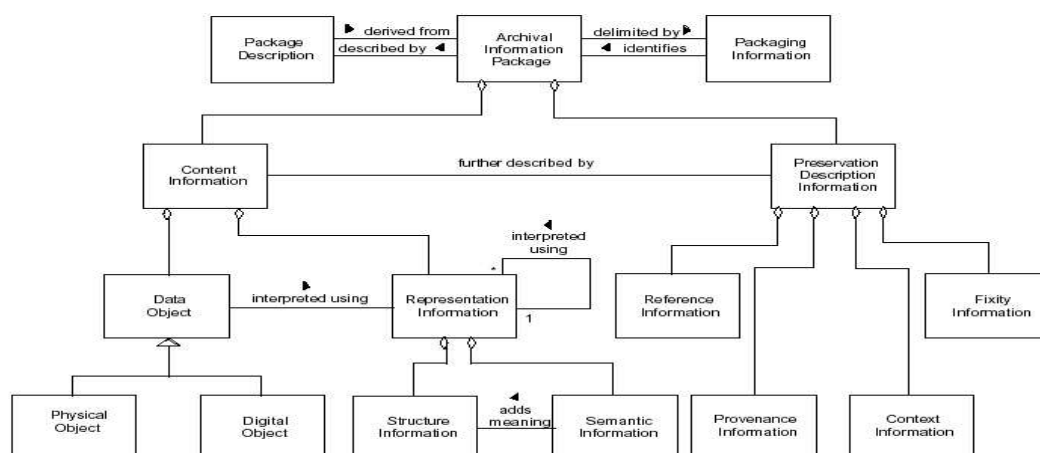 Package
Description
derived from
described by
Archival
Information
Package
delimited by
identifies
Packaging
Information
Content
Information
further described by
Preservation
Description
Information
interpreted
using
Data
Object
interpreted using
*
Representation
Information
1
Reference
Information
Fixity
Information
Physical
Object
Digital
Object
Structure
Information
adds
meaning
Semantic
Information
Provenance
Information
Context
Information